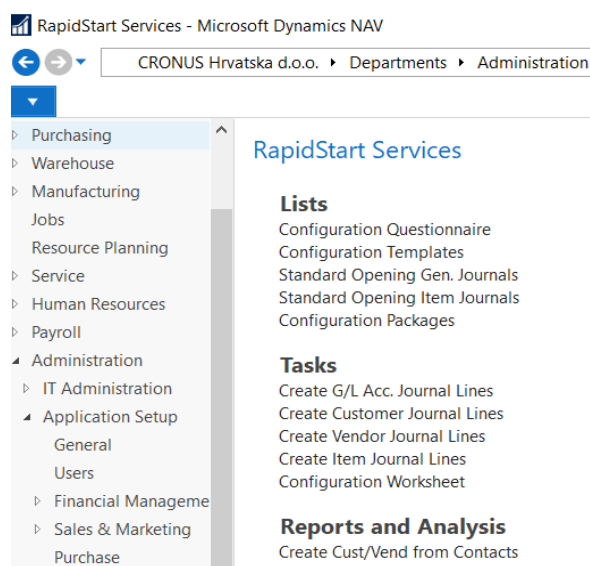 RapidStart Services - Microsoft Dynamics NAV
CRONUS Hrvatska d.o.o. Departments Administration
Purchasing
Warehouse
Manufacturing
Jobs
Resource Planning
Service
Human Resources
Payroll
Administration
IT Administration
Application Setup
General
Users
Financial Manageme
Sales & Marketing
Purchase
RapidStart Services
Lists
Configuration Questionnaire
Configuration Templates
Standard Opening Gen. Journals
Standard Opening Item Journals
Configuration Packages
Tasks
Create G/L Acc. Journal Lines
Create Customer Journal Lines
Create Vendor Journal Lines
Create Item Journal Lines
Configuration Worksheet
Reports and Analysis
Create Cust/Vend from Contacts